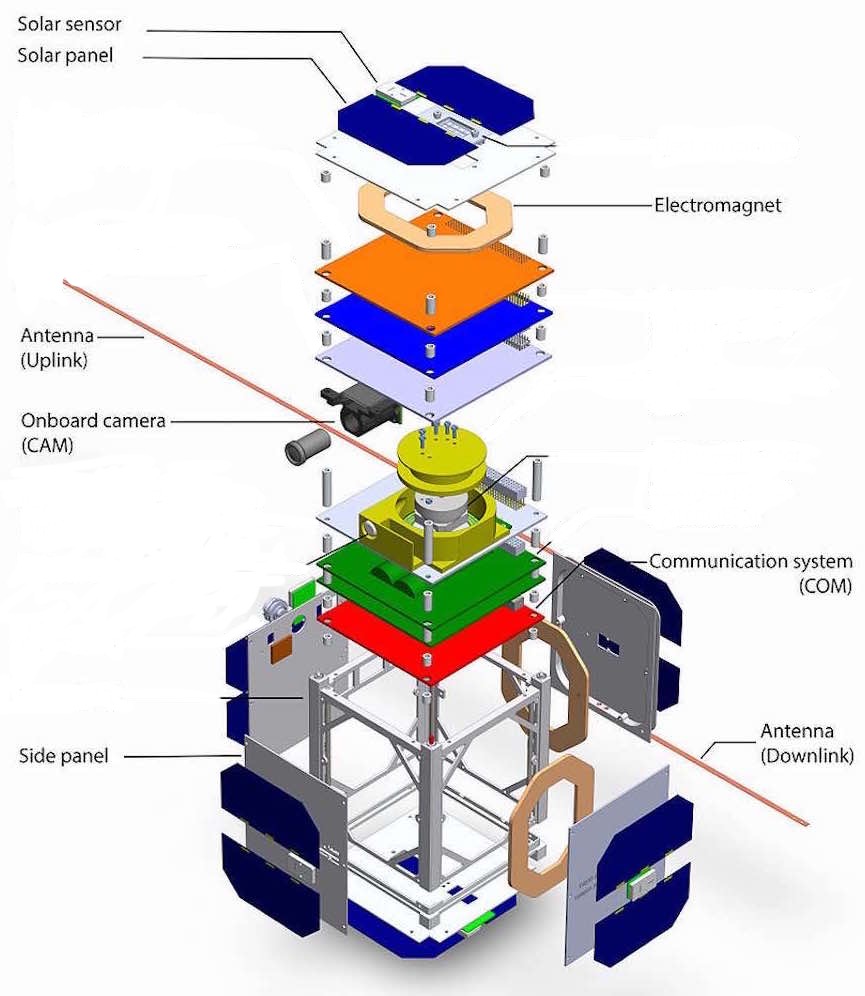 Solar sensor
Solar panel
Electromagnet
Antenna
(Uplink)
Onboard camera
(CAM)
Communication system
(COM)
Antenna
(Downlink)
Side panel